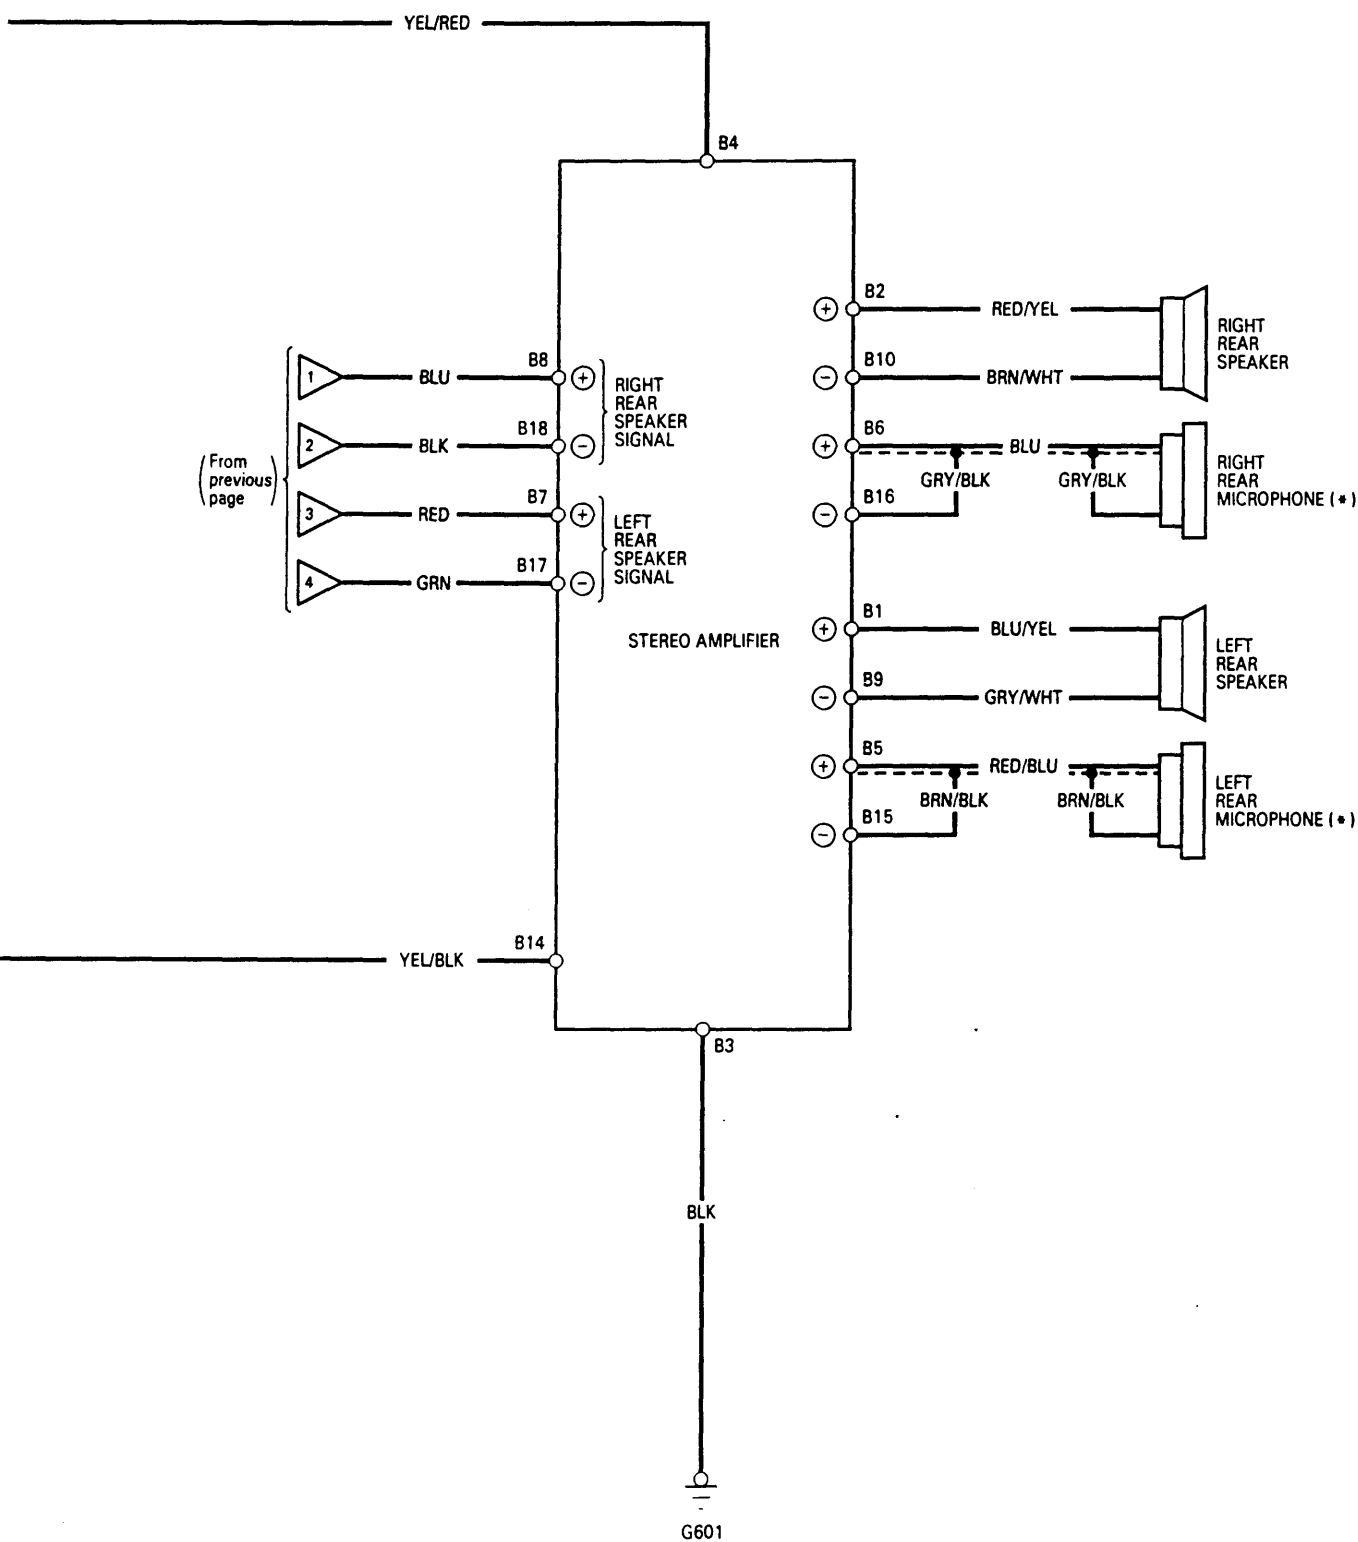 YEL/RED
B4
B2
+
RED/YEL
RIGHT
REAR
SPEAKER
B10
−
BRN/WHT
1
BLU
B8
+
2
BLK
B18
−
RIGHT
REAR
SPEAKER
SIGNAL
(From
previous
page)
3
RED
B7
+
4
GRN
B17
−
LEFT
REAR
SPEAKER
SIGNAL
B6
+
BLU
GRY/BLK
GRY/BLK
B16
−
RIGHT
REAR
MICROPHONE (*)
STEREO AMPLIFIER
B1
+
BLU/YEL
B9
−
GRY/WHT
LEFT
REAR
SPEAKER
B5
+
RED/BLU
BRN/BLK
BRN/BLK
B15
−
LEFT
REAR
MICROPHONE (*)
YEL/BLK
B14
B3
BLK
G601